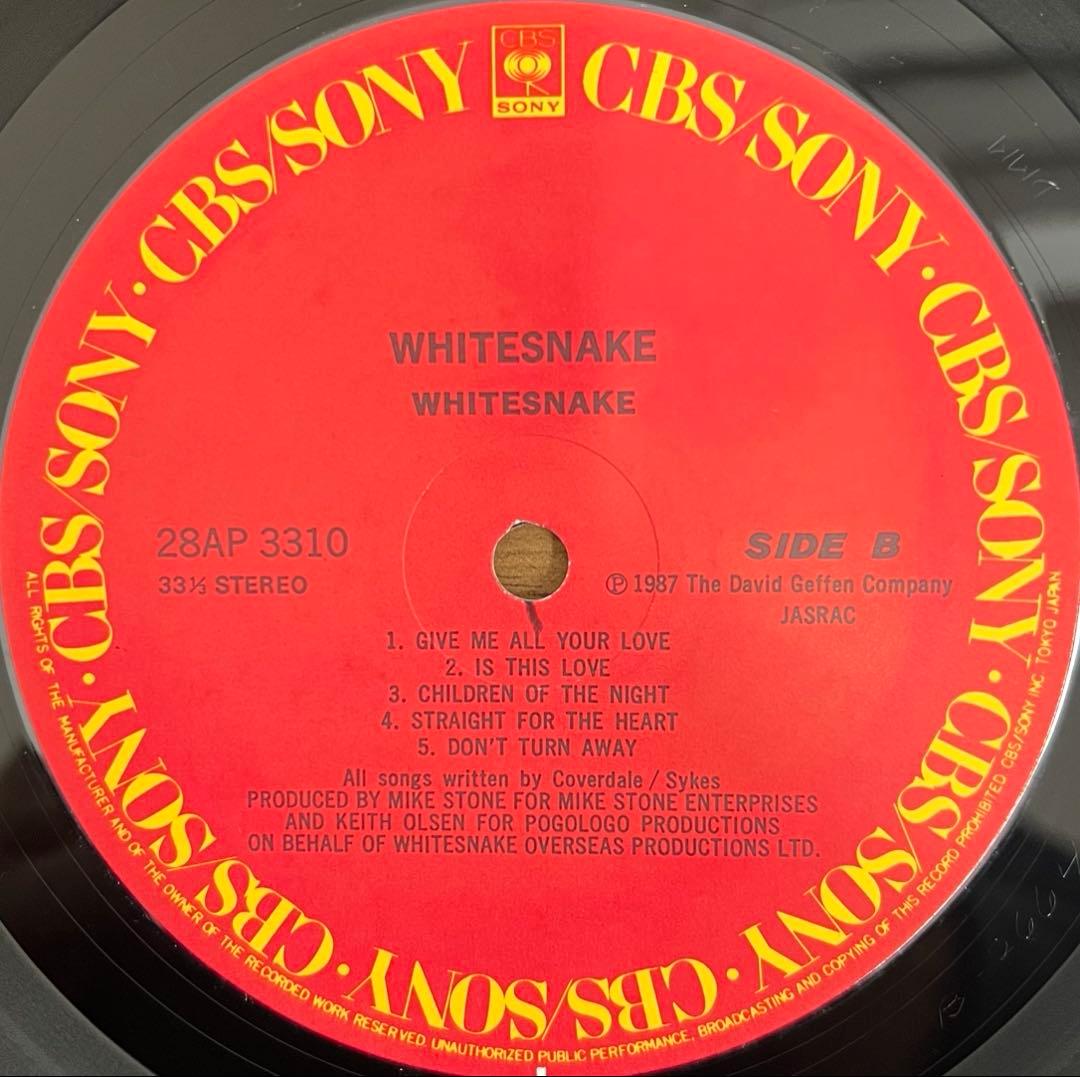 CBS
SONY
CBS/SONY · CBS/SONY · CBS/SONY · CBS/SONY · CBS/SONY · CBS/SONY · CBS/SONY · CBS/SONY
WHITESNAKE
WHITESNAKE
28AP 3310
33⅓ STEREO
SIDE B
Ⓟ 1987 The David Geffen Company
JASRAC
1. GIVE ME ALL YOUR LOVE
2. IS THIS LOVE
3. CHILDREN OF THE NIGHT
4. STRAIGHT FOR THE HEART
5. DON'T TURN AWAY
All songs written by Coverdale / Sykes
PRODUCED BY MIKE STONE FOR MIKE STONE ENTERPRISES
AND KEITH OLSEN FOR POGOLOGO PRODUCTIONS
ON BEHALF OF WHITESNAKE OVERSEAS PRODUCTIONS LTD.
ALL RIGHTS OF THE MANUFACTURER AND OF THE OWNER OF THE RECORDED WORK RESERVED. UNAUTHORIZED PUBLIC PERFORMANCE, BROADCASTING AND COPYING OF THIS RECORD PROHIBITED CBS/SONY INC. TOKYO JAPAN